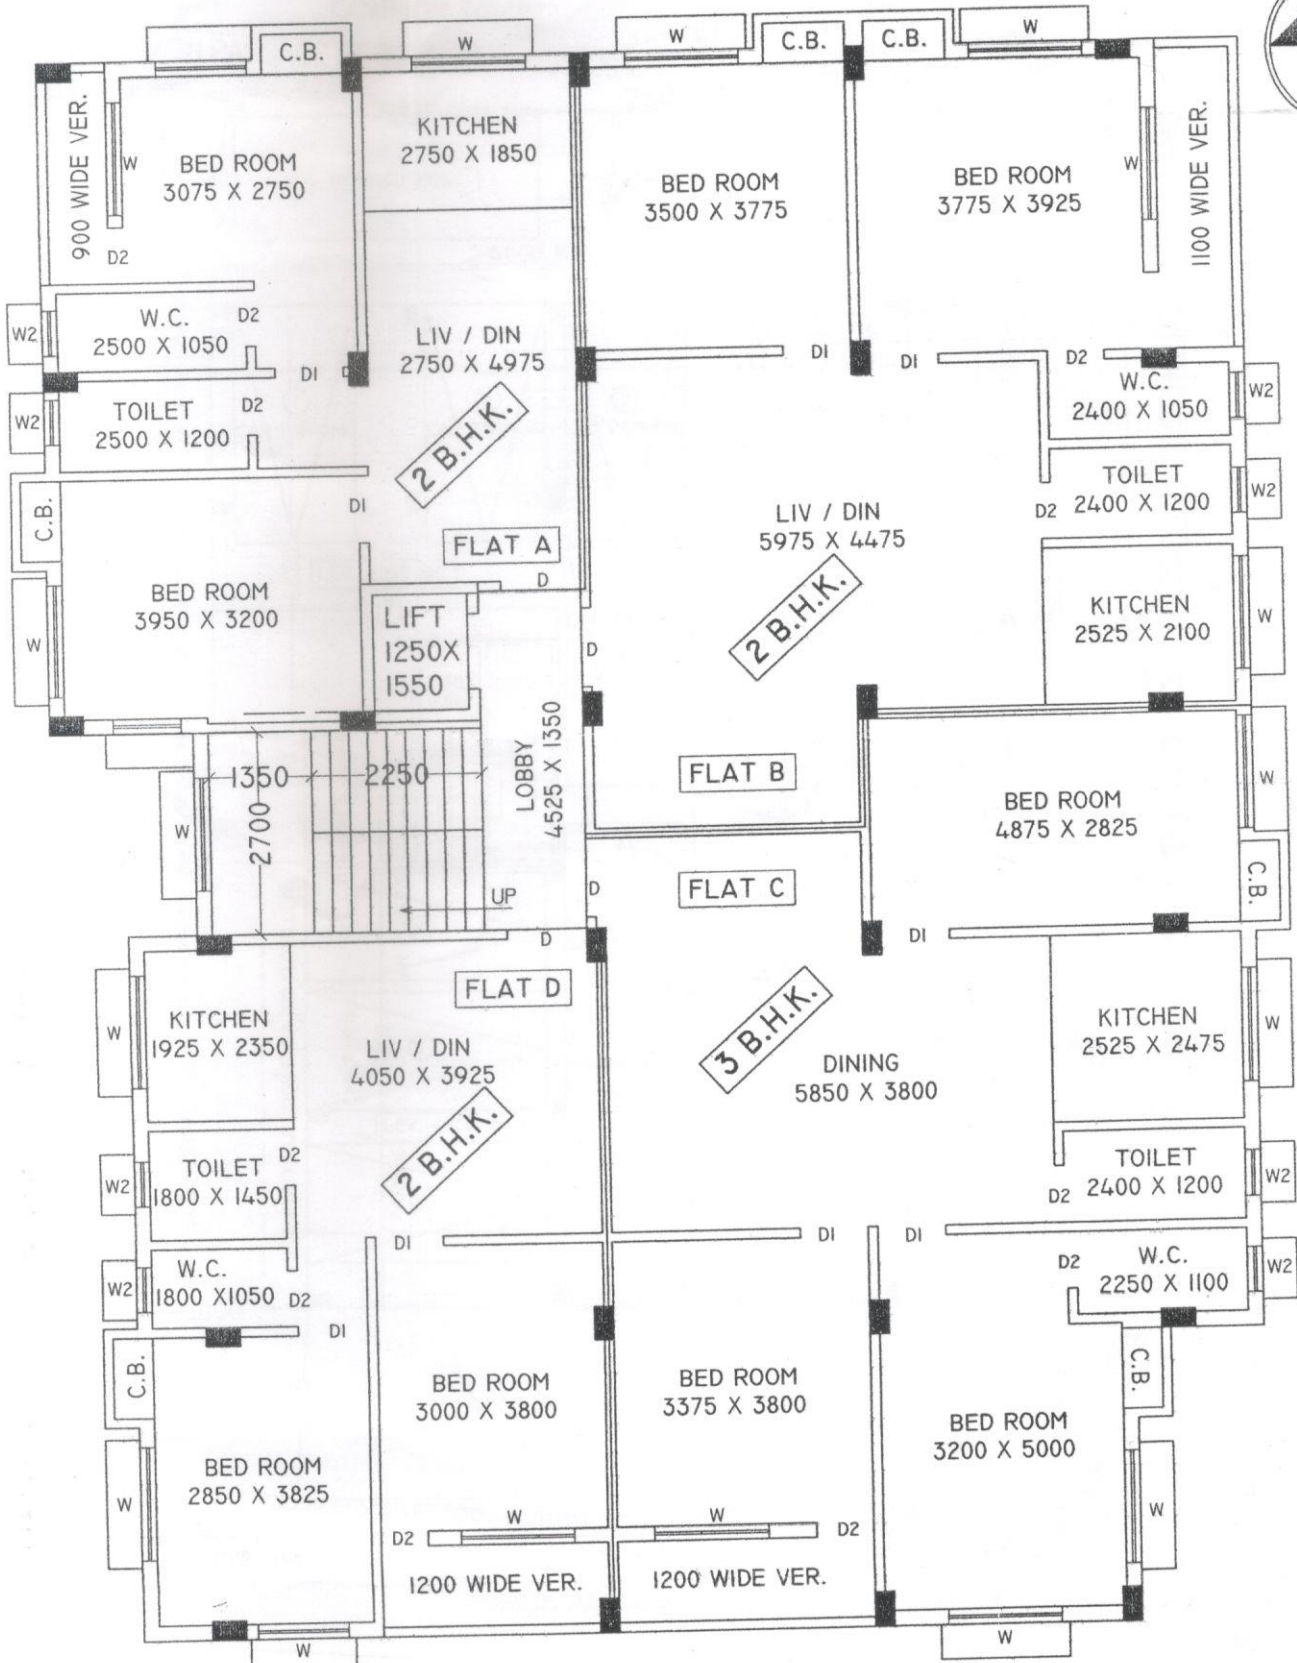 W
C.B.
W
W
C.B.
C.B.
W
900 WIDE VER.
W
BED ROOM
3075 X 2750
D2
KITCHEN
2750 X 1850
BED ROOM
3500 X 3775
BED ROOM
3775 X 3925
W
1100 WIDE VER.
W2
W.C.
2500 X 1050
D2
D1
LIV / DIN
2750 X 4975
D1
D1
D2
W.C.
2400 X 1050
W2
W2
TOILET
2500 X 1200
D2
2 B.H.K.
TOILET
2400 X 1200
D2
W2
C.B.
D1
FLAT A
D
LIV / DIN
5975 X 4475
W
BED ROOM
3950 X 3200
LIFT
1250X
1550
D
2 B.H.K.
KITCHEN
2525 X 2100
W
LOBBY
4525 X 1350
FLAT B
W
1350
2250
2700
UP
BED ROOM
4875 X 2825
W
C.B.
D
FLAT C
D1
D
FLAT D
W
KITCHEN
1925 X 2350
LIV / DIN
4050 X 3925
3 B.H.K.
DINING
5850 X 3800
KITCHEN
2525 X 2475
W
W2
TOILET
1800 X 1450
D2
2 B.H.K.
TOILET
2400 X 1200
D2
W2
D1
D1
D1
W2
W.C.
1800 X1050
D2
D1
D2
W.C.
2250 X 1100
W2
C.B.
BED ROOM
3000 X 3800
BED ROOM
3375 X 3800
C.B.
BED ROOM
3200 X 5000
W
BED ROOM
2850 X 3825
W
D2
W
W
D2
1200 WIDE VER.
1200 WIDE VER.
W
W